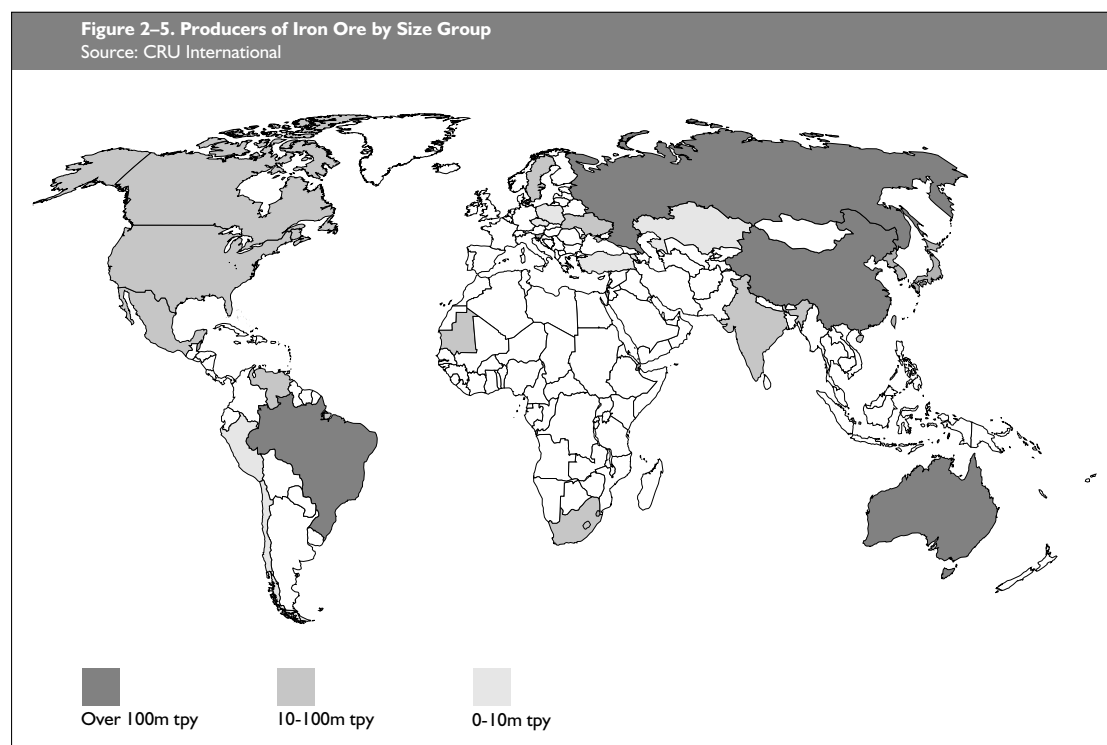 Figure 2–5. Producers of Iron Ore by Size Group
Source: CRU International
Over 100m tpy
10-100m tpy
0-10m tpy